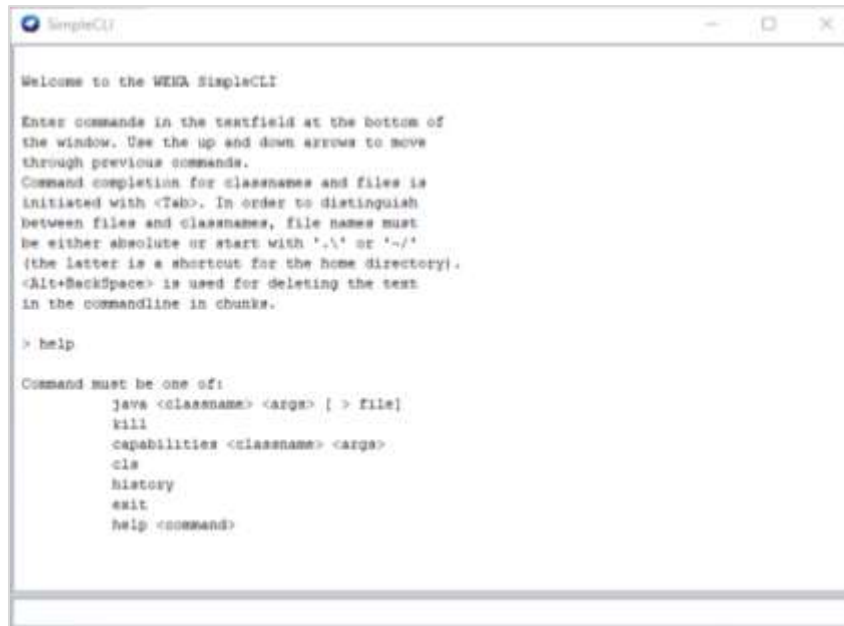 SimpleCLI
Welcome to the WEKA SimpleCLI
Enter commands in the textfield at the bottom of
the window. Use the up and down arrows to move
through previous commands.
Command completion for classnames and files is
initiated with <Tab>. In order to distinguish
between files and classnames, file names must
be either absolute or start with '.\' or '~/'
(the latter is a shortcut for the home directory).
<Alt+BackSpace> is used for deleting the text
in the commandline in chunks.
> help
Command must be one of:
java <classname> <args> [ > file]
kill
capabilities <classname> <args>
cls
history
exit
help <command>